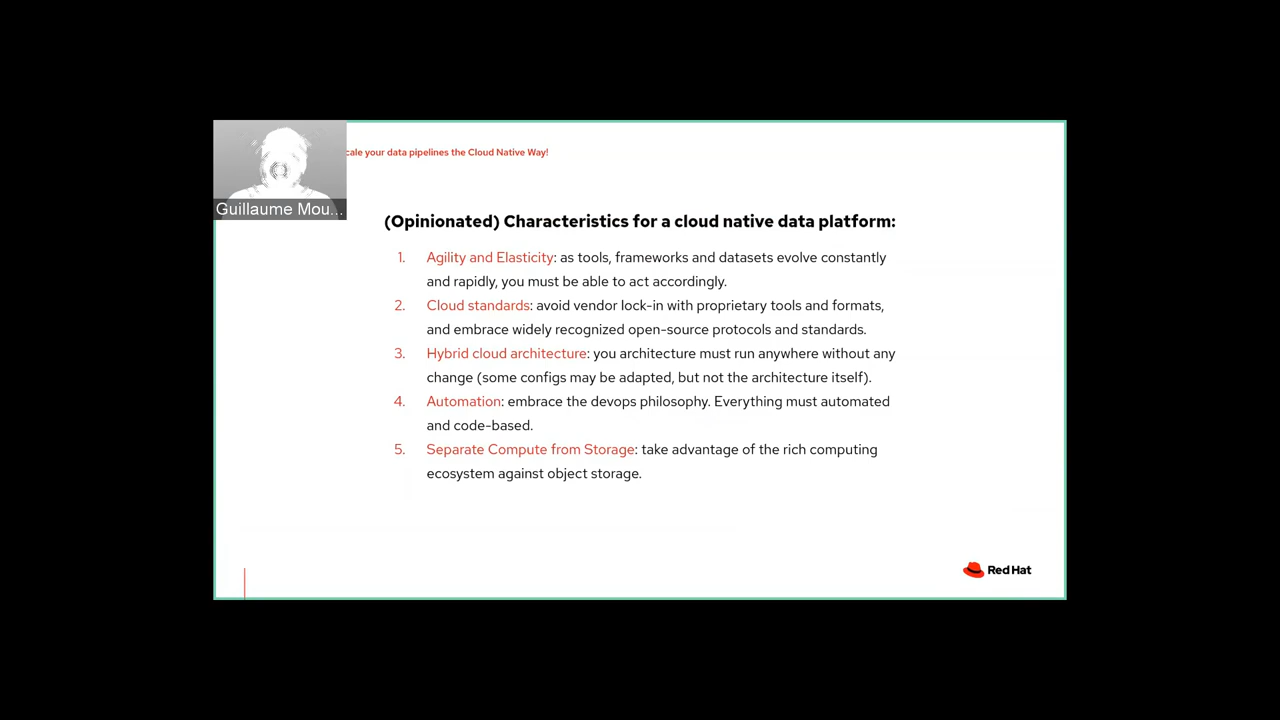 cale your data pipelines the Cloud Native Way!
Guillaume Mou...
(Opinionated) Characteristics for a cloud native data platform:
1. Agility and Elasticity: as tools, frameworks and datasets evolve constantly
and rapidly, you must be able to act accordingly.
2. Cloud standards: avoid vendor lock-in with proprietary tools and formats,
and embrace widely recognized open-source protocols and standards.
3. Hybrid cloud architecture: you architecture must run anywhere without any
change (some configs may be adapted, but not the architecture itself).
4. Automation: embrace the devops philosophy. Everything must automated
and code-based.
5. Separate Compute from Storage: take advantage of the rich computing
ecosystem against object storage.
Red Hat